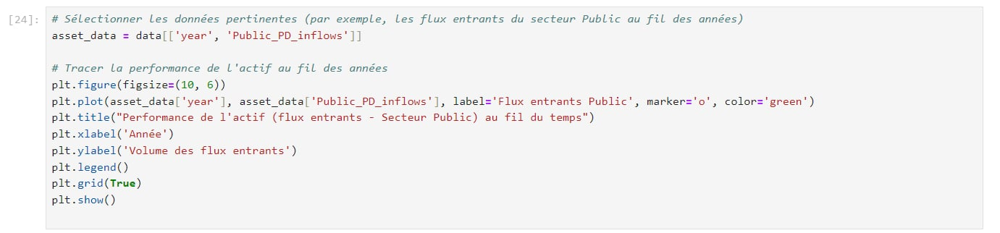 [24]:
# Sélectionner les données pertinentes (par exemple, les flux entrants du secteur Public au fil des années)
asset_data = data[['year', 'Public_PD_inflows']]
# Tracer la performance de l'actif au fil des années
plt.figure(figsize=(10, 6))
plt.plot(asset_data['year'], asset_data['Public_PD_inflows'], label='Flux entrants Public', marker='o', color='green')
plt.title("Performance de l'actif (flux entrants - Secteur Public) au fil du temps")
plt.xlabel('Année')
plt.ylabel('Volume des flux entrants')
plt.legend()
plt.grid(True)
plt.show()